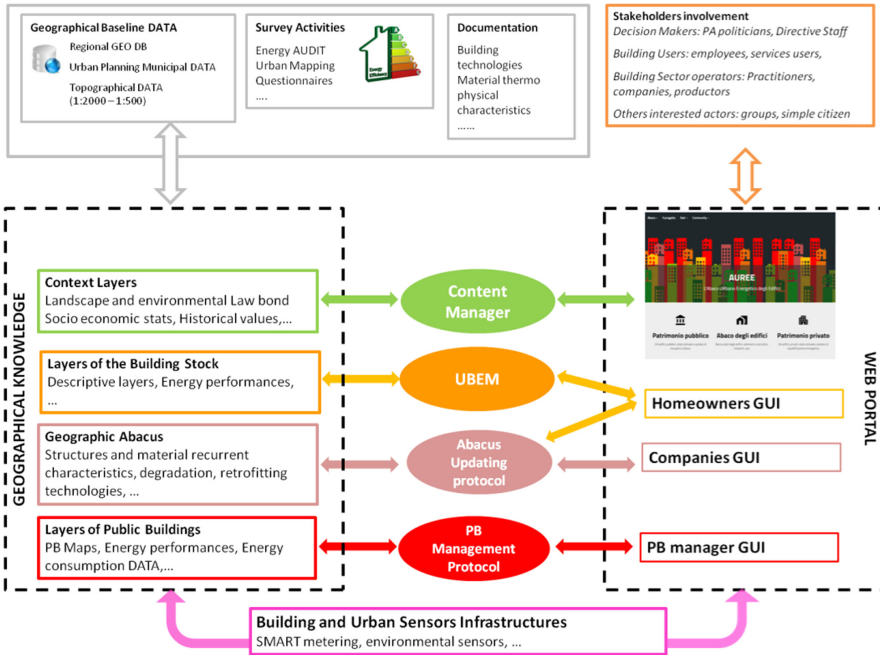 Geographical Baseline DATA
Regional GEO DB
Urban Planning Municipal DATA
Topographical DATA
(1:2000 – 1:500)
Survey Activities
Energy AUDIT
Urban Mapping
Questionnaires
....
Energy
Efficiency
Documentation
Building
technologies
Material thermo
physical
characteristics
......
Stakeholders involvement
Decision Makers: PA politicians, Directive Staff
Building Users: employees, services users,
Building Sector operators: Practitioners,
companies, productors
Others interested actors: groups, simple citizen
GEOGRAPHICAL KNOWLEDGE
Context Layers
Landscape and environmental Law bond
Socio economic stats, Historical values,...
Layers of the Building Stock
Descriptive layers, Energy performances,
...
Geographic Abacus
Structures and material recurrent
characteristics, degradation, retrofitting
technologies, ...
Layers of Public Buildings
PB Maps, Energy performances, Energy
consumption DATA,...
Content
Manager
UBEM
Abacus
Updating
protocol
PB
Management
Protocol
AUREE
L'Abaco Urbano Energetico degli Edifici
Patrimonio pubblico
Abaco degli edifici
Patrimonio privato
WEB PORTAL
Homeowners GUI
Companies GUI
PB manager GUI
Building and Urban Sensors Infrastructures
SMART metering, environmental sensors, ...